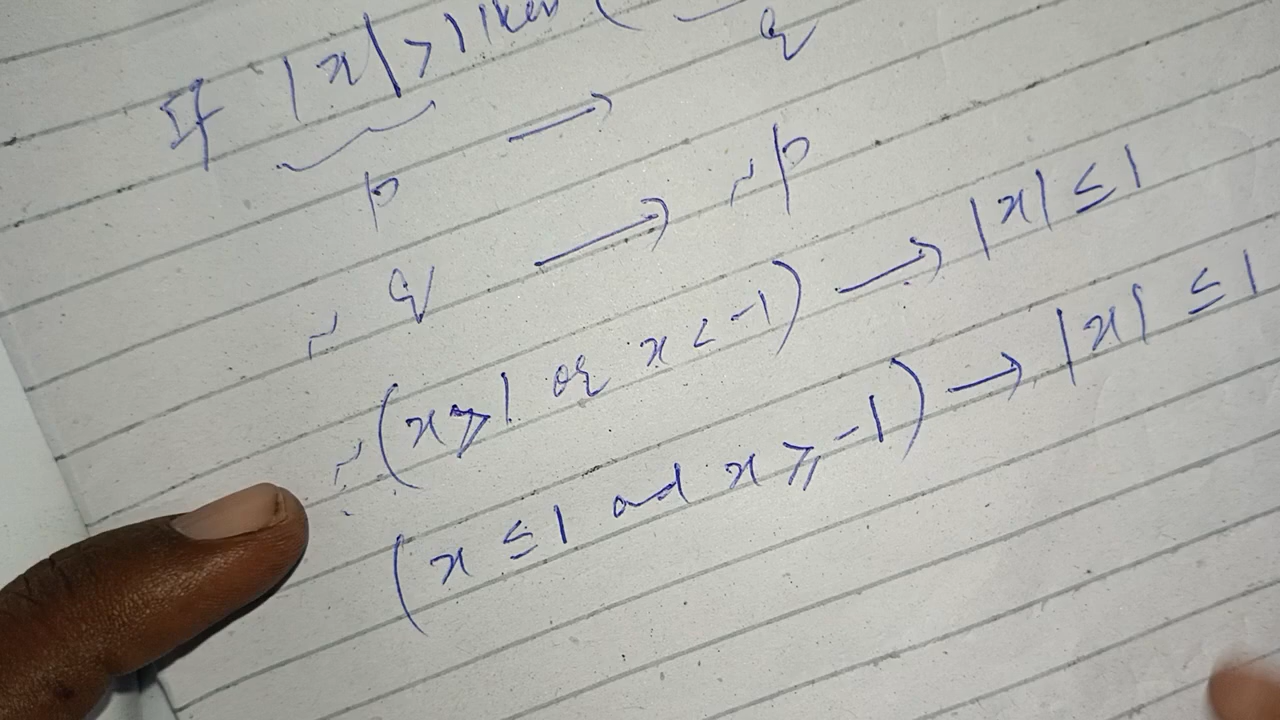 If |x| > 1 then (
p → q
~ q → ~ p
~ (x > 1 or x < -1) → |x| ≤ 1
(x ≤ 1 and x ≥ -1) → |x| ≤ 1